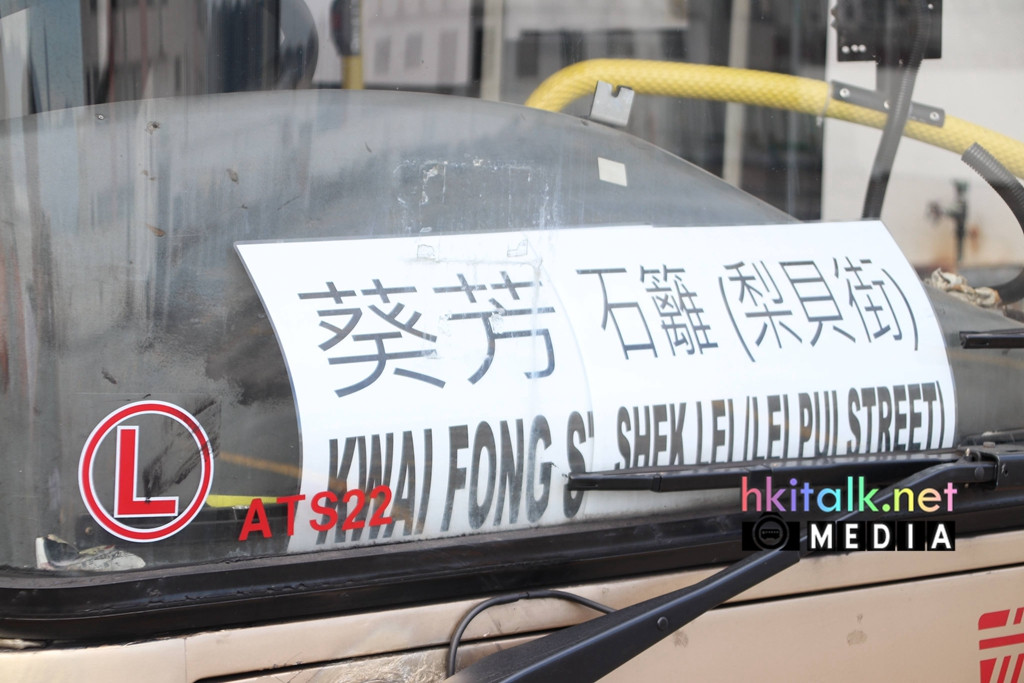 葵芳
KWAI FONG S
石籬 (梨貝街)
SHEK LEI (LEI PUI STREET)
L
ATS22
hkitalk.net
MEDIA